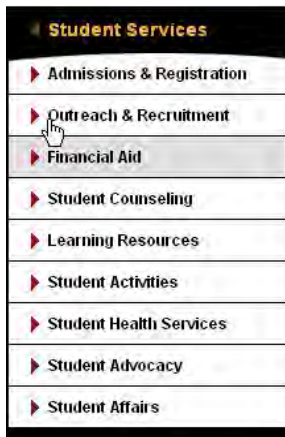 Student Services
Admissions & Registration
Outreach & Recruitment
Financial Aid
Student Counseling
Learning Resources
Student Activities
Student Health Services
Student Advocacy
Student Affairs